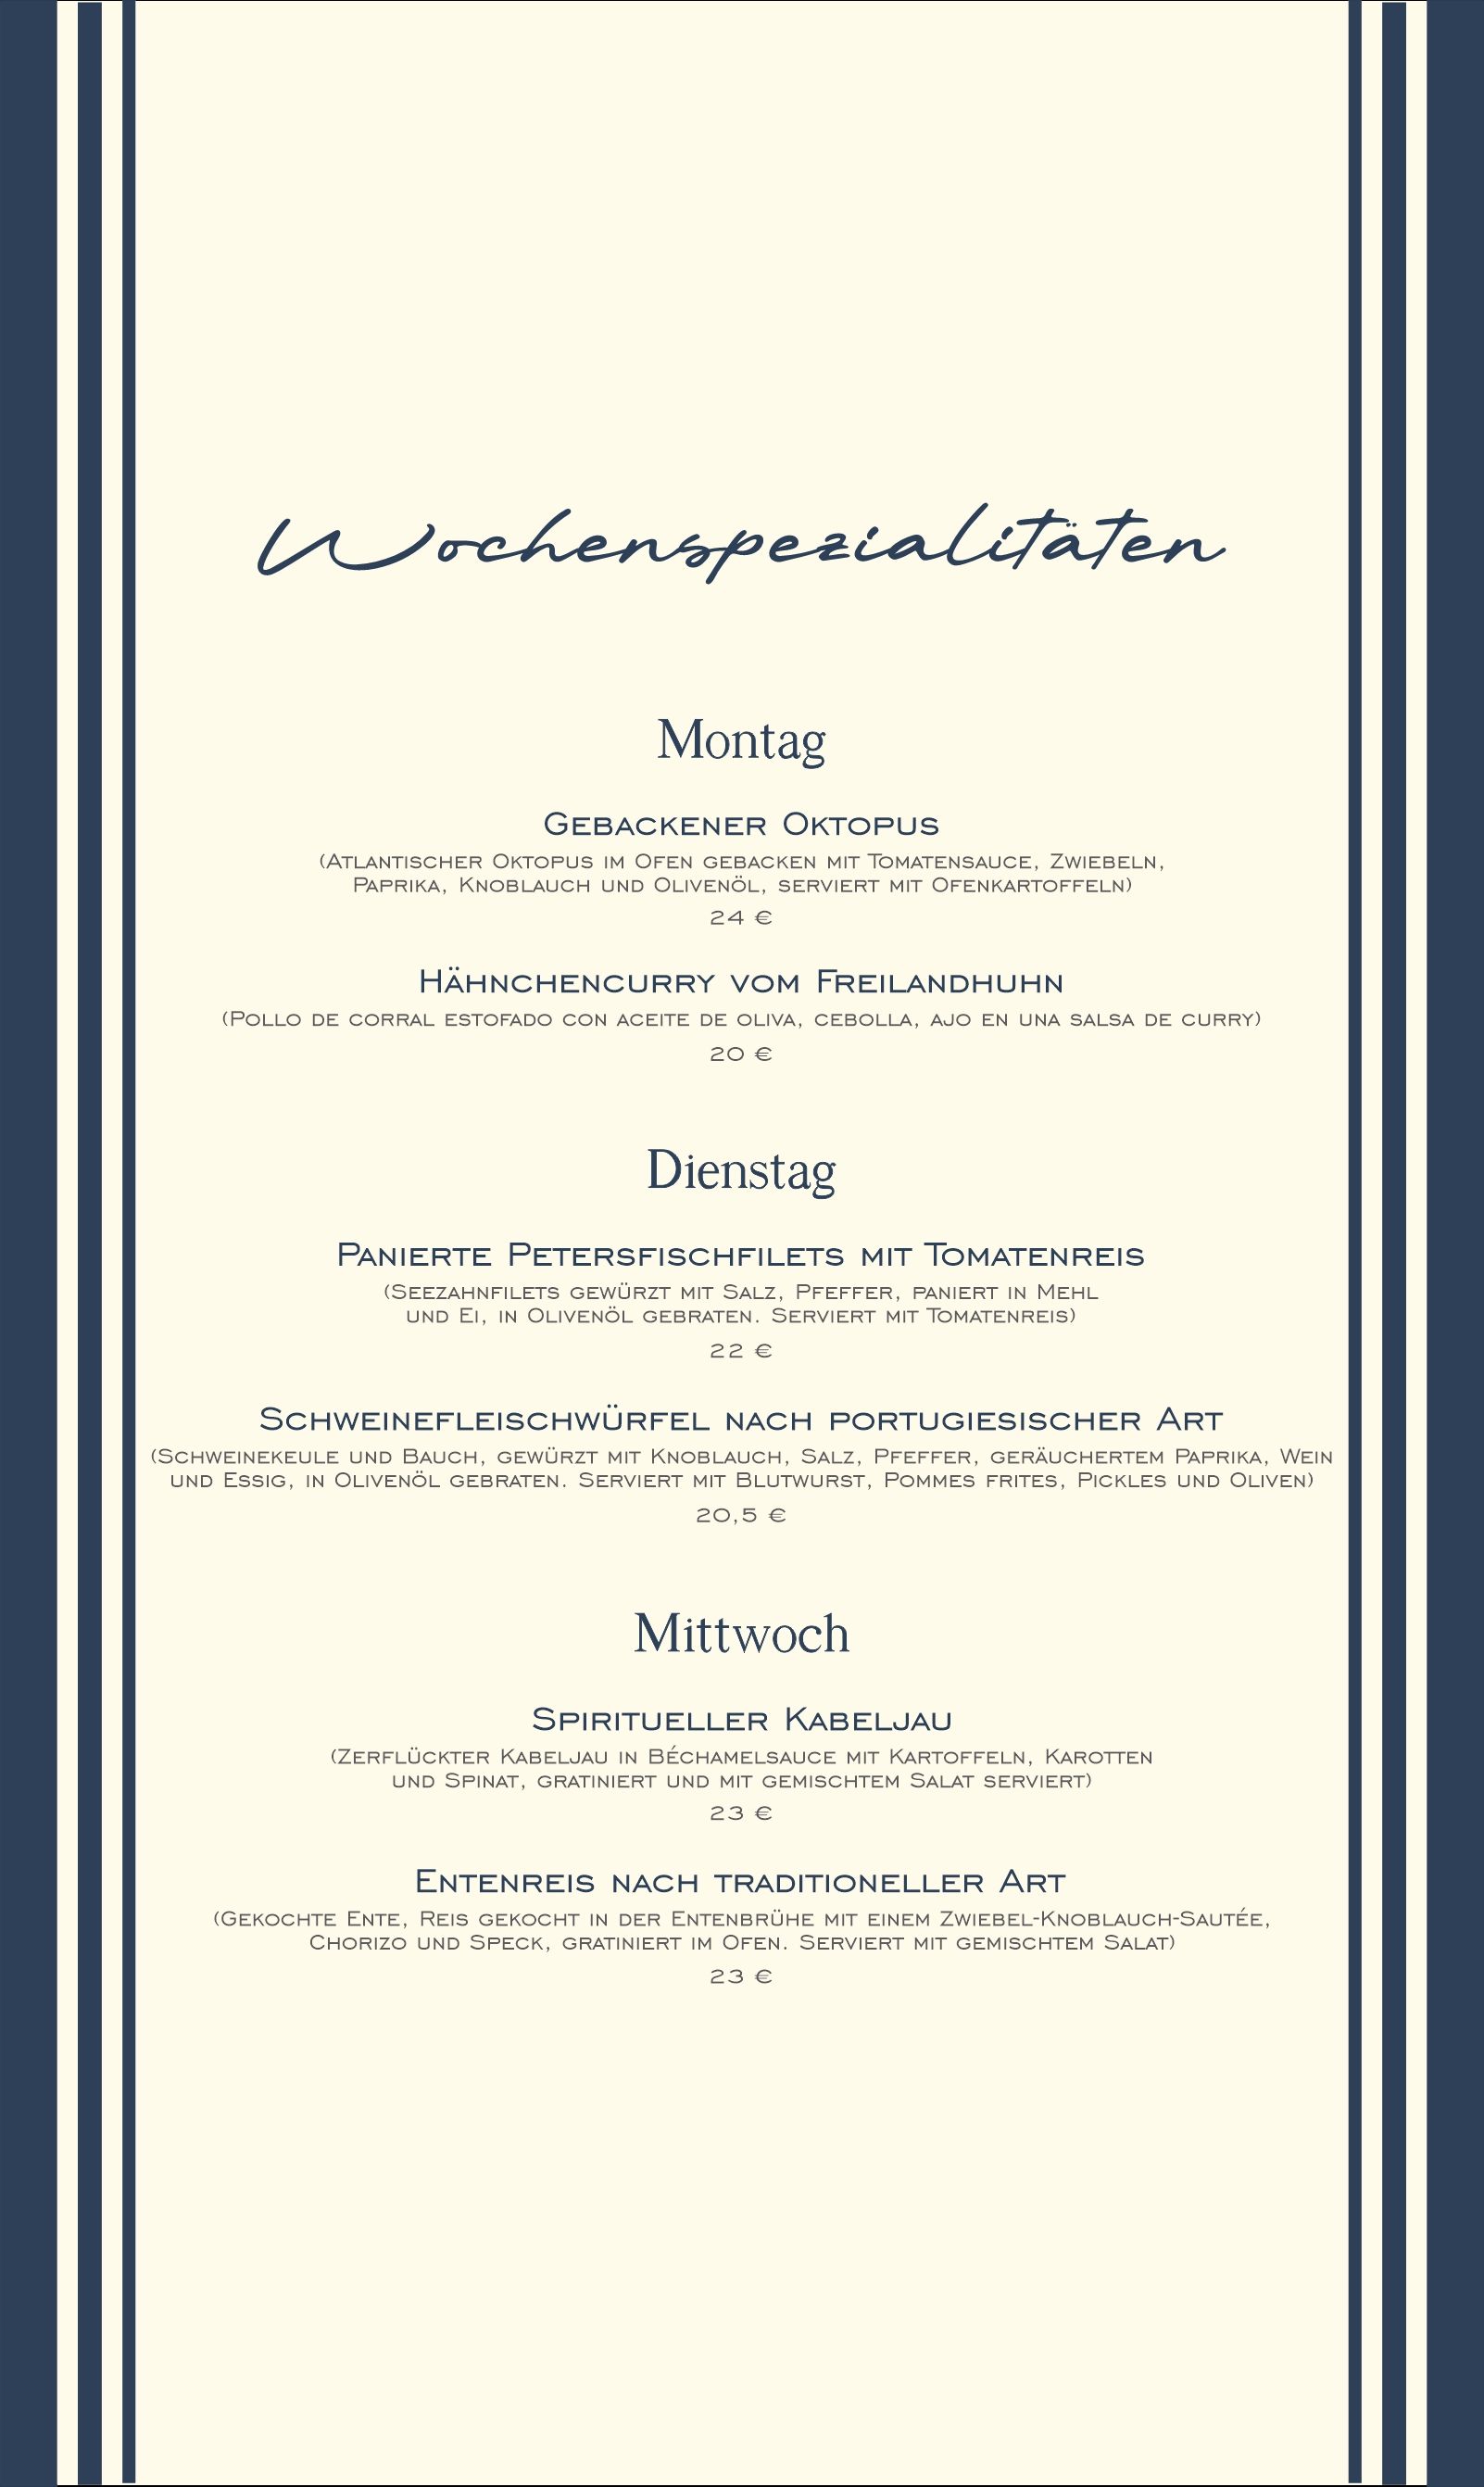 Wochenspezialitäten
Montag
Gebackener Oktopus
(Atlantischer Oktopus im Ofen gebacken mit Tomatensauce, Zwiebeln,
Paprika, Knoblauch und Olivenöl, serviert mit Ofenkartoffeln)
24 €
Hähnchencurry vom Freilandhuhn
(Pollo de corral estofado con aceite de oliva, cebolla, ajo en una salsa de curry)
20 €
Dienstag
Panierte Petersfischfilets mit Tomatenreis
(Seezahnfilets gewürzt mit Salz, Pfeffer, paniert in Mehl
und Ei, in Olivenöl gebraten. Serviert mit Tomatenreis)
22 €
Schweinefleischwürfel nach portugiesischer Art
(Schweinekeule und Bauch, gewürzt mit Knoblauch, Salz, Pfeffer, geräuchertem Paprika, Wein
und Essig, in Olivenöl gebraten. Serviert mit Blutwurst, Pommes frites, Pickles und Oliven)
20,5 €
Mittwoch
Spiritueller Kabeljau
(Zerflückter Kabeljau in Béchamelsauce mit Kartoffeln, Karotten
und Spinat, gratiniert und mit gemischtem Salat serviert)
23 €
Entenreis nach traditioneller Art
(Gekochte Ente, Reis gekocht in der Entenbrühe mit einem Zwiebel-Knoblauch-Sautée,
Chorizo und Speck, gratiniert im Ofen. Serviert mit gemischtem Salat)
23 €